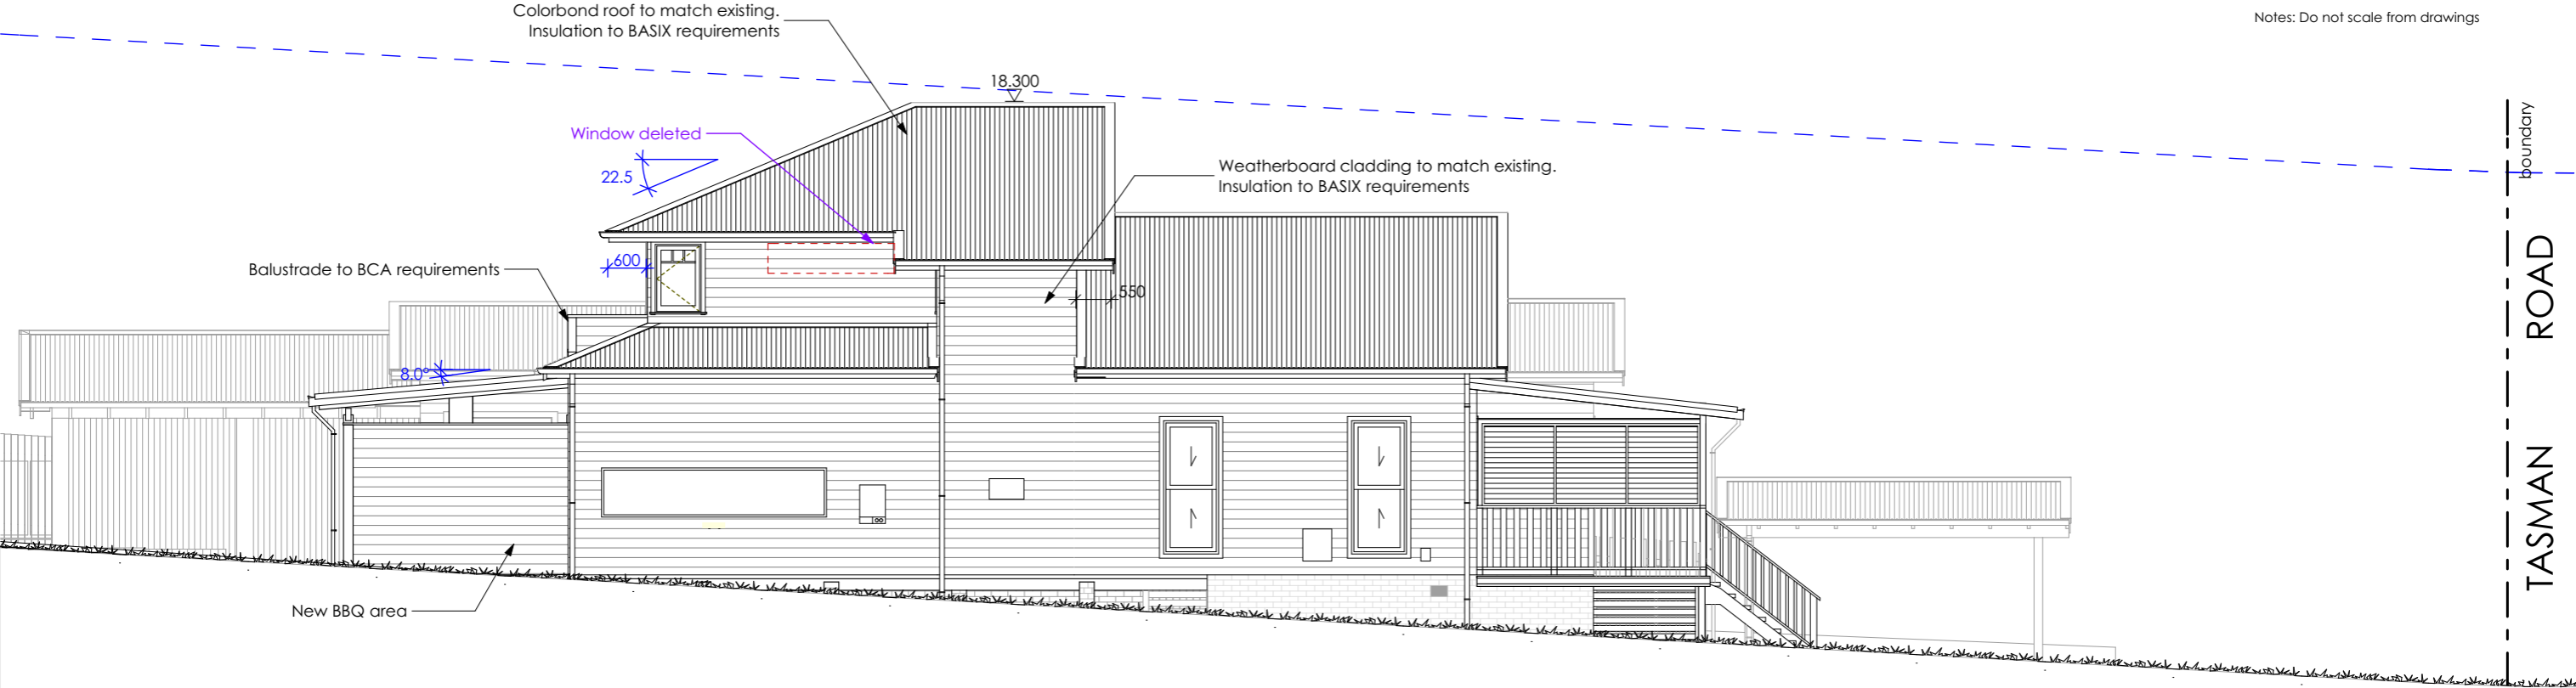 Colorbond roof to match existing.
Insulation to BASIX requirements
Notes: Do not scale from drawings
18.300
boundary
Window deleted
22.5
Weatherboard cladding to match existing.
Insulation to BASIX requirements
600
Balustrade to BCA requirements
550
8.0°
New BBQ area
TASMAN ROAD